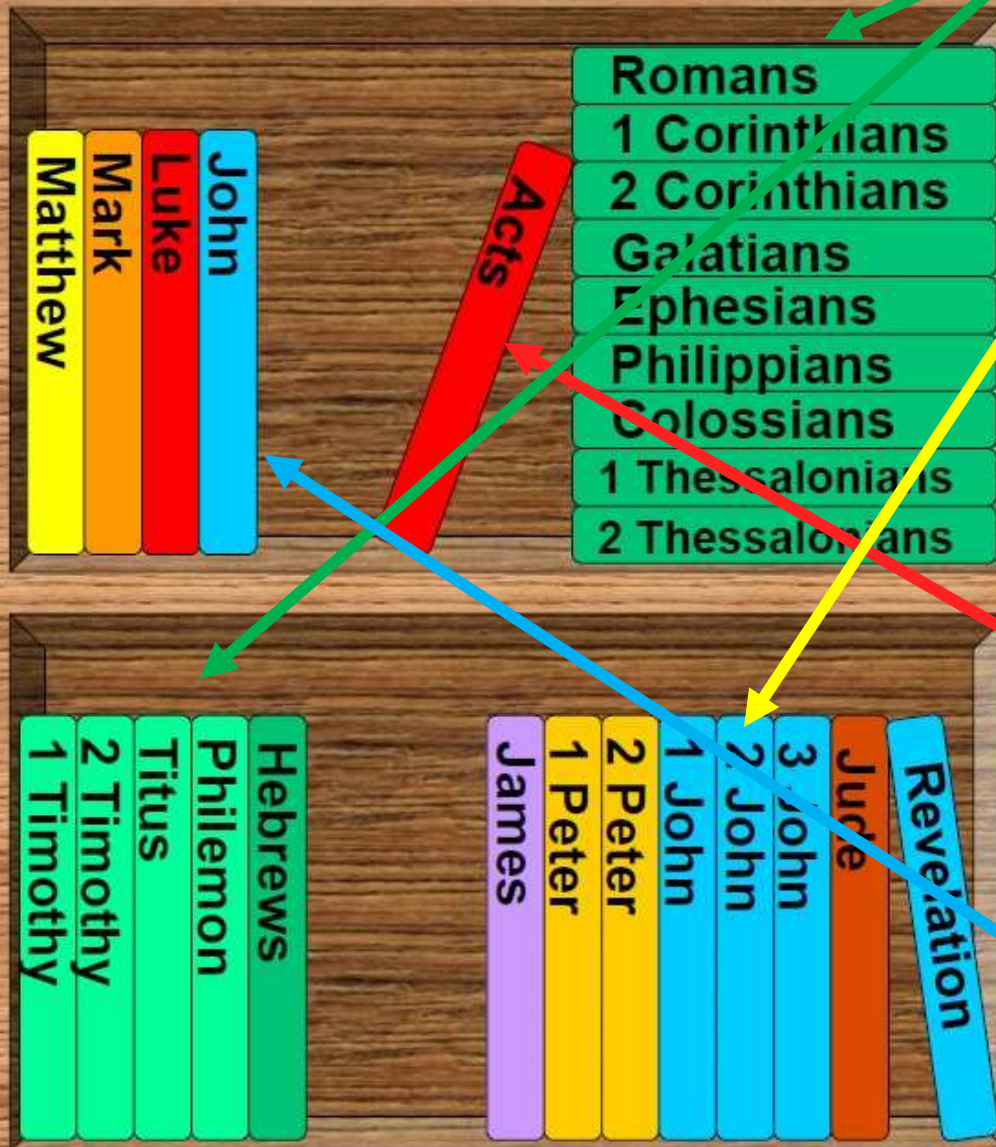 Matthew
Mark
Luke
John
Acts
Romans
1 Corinthians
2 Corinthians
Galatians
Ephesians
Philippians
Colossians
1 Thessalonians
2 Thessalonians
1 Timothy
2 Timothy
Titus
Philemon
Hebrews
James
1 Peter
2 Peter
1 John
2 John
3 John
Jude
Revelation